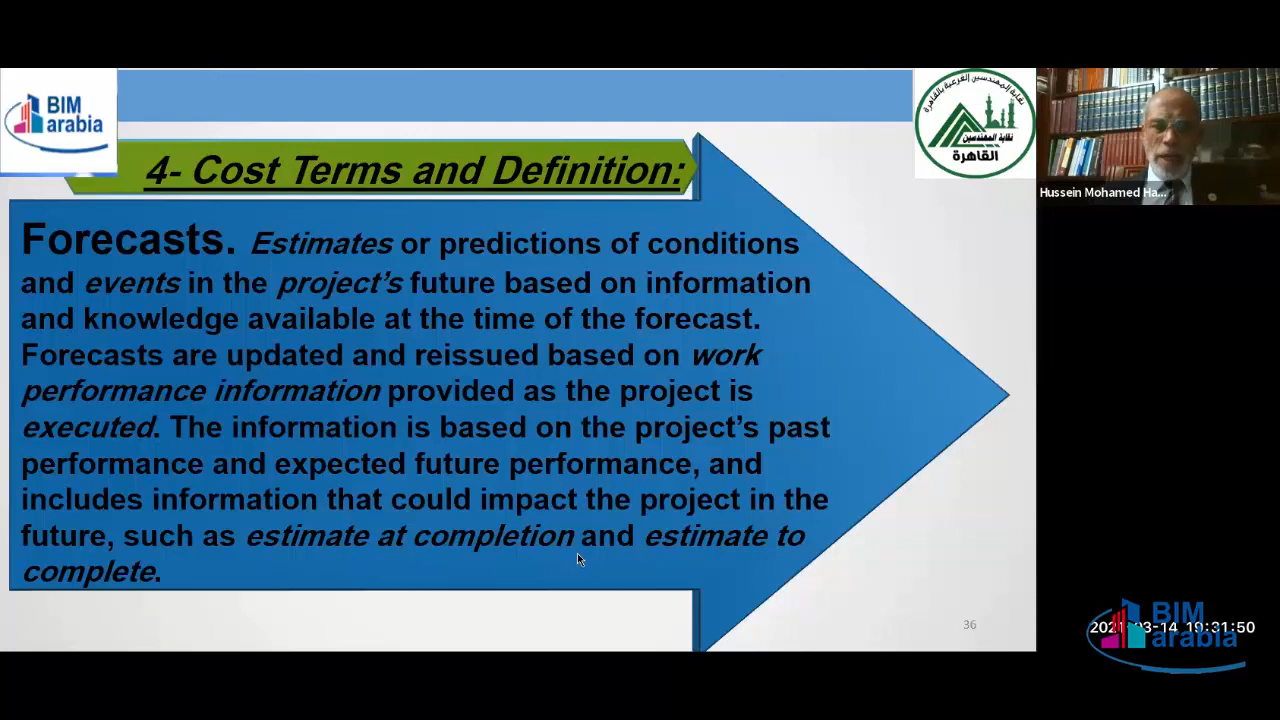 BIM
arabia
نقابة المهندسين الفرعية بالقاهرة
نقابة المهندسين
القاهرة
Hussein Mohamed Ha...
4- Cost Terms and Definition:
Forecasts. Estimates or predictions of conditions
and events in the project's future based on information
and knowledge available at the time of the forecast.
Forecasts are updated and reissued based on work
performance information provided as the project is
executed. The information is based on the project's past
performance and expected future performance, and
includes information that could impact the project in the
future, such as estimate at completion and estimate to
complete.
36
BIM
2021-03-14 19:31:50
arabia